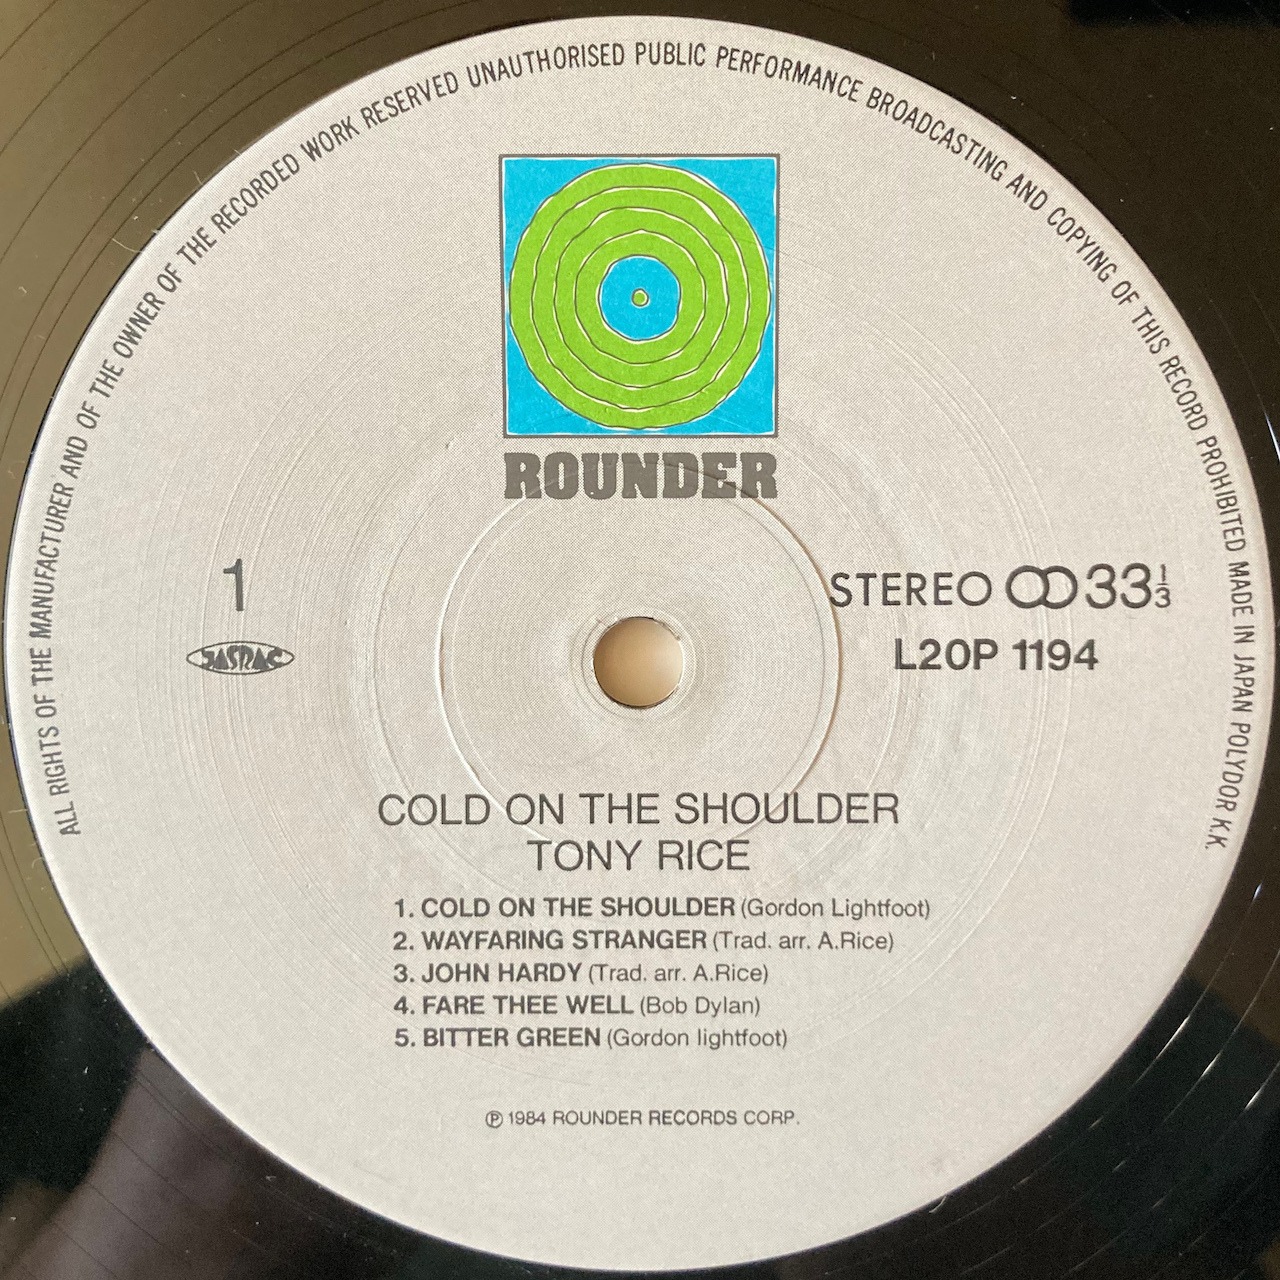 ALL RIGHTS OF THE MANUFACTURER AND OF THE OWNER OF THE RECORDED WORK RESERVED UNAUTHORISED PUBLIC PERFORMANCE BROADCASTING AND COPYING OF THIS RECORD PROHIBITED MADE IN JAPAN POLYDOR K.K.
ROUNDER
1
JASRAC
STEREO 33 1/3
L20P 1194
COLD ON THE SHOULDER
TONY RICE
1. COLD ON THE SHOULDER (Gordon Lightfoot)
2. WAYFARING STRANGER (Trad. arr. A.Rice)
3. JOHN HARDY (Trad. arr. A.Rice)
4. FARE THEE WELL (Bob Dylan)
5. BITTER GREEN (Gordon lightfoot)
℗ 1984 ROUNDER RECORDS CORP.